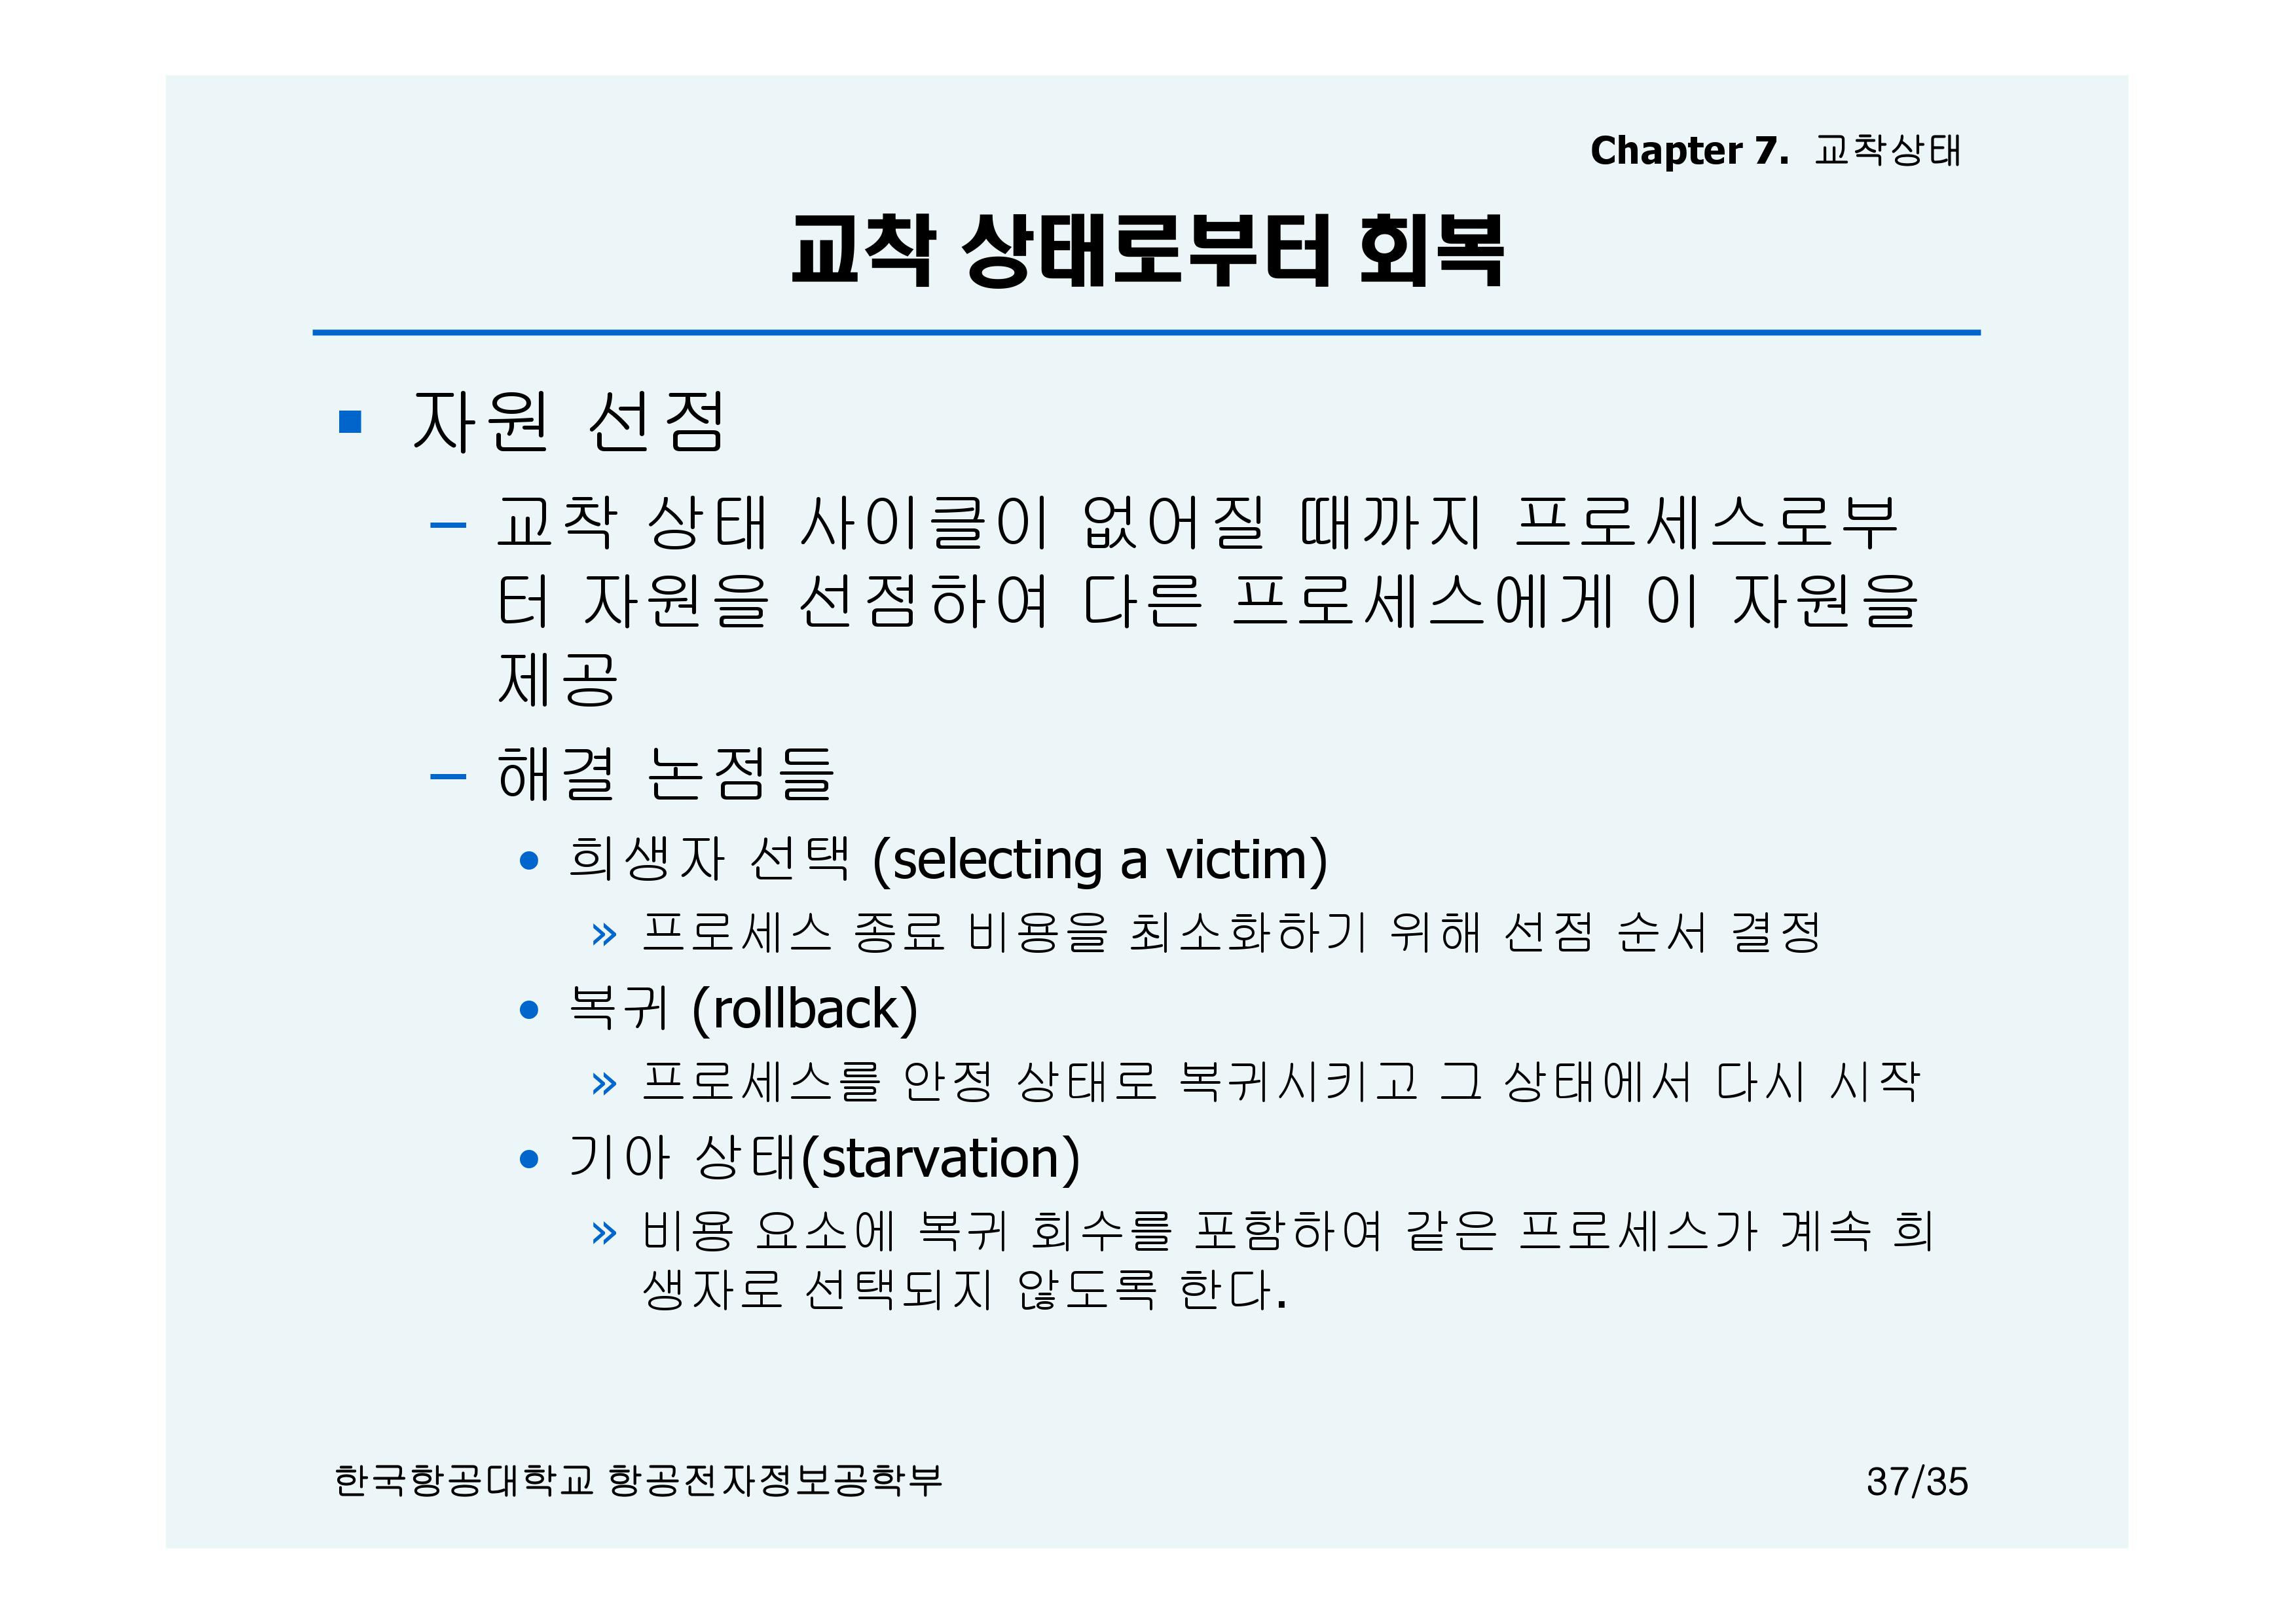 Chapter 7. 교착상태
교착 상태로부터 회복
자원 선점
– 교착 상태 사이클이 없어질 때까지 프로세스로부
터 자원을 선점하여 다른 프로세스에게 이 자원을
제공
– 해결 논점들
• 희생자 선택 (selecting a victim)
» 프로세스 종료 비용을 최소화하기 위해 선점 순서 결정
• 복귀 (rollback)
» 프로세스를 안정 상태로 복귀시키고 그 상태에서 다시 시작
• 기아 상태(starvation)
» 비용 요소에 복귀 회수를 포함하여 같은 프로세스가 계속 희
생자로 선택되지 않도록 한다.
한국항공대학교 항공전자정보공학부
37/35